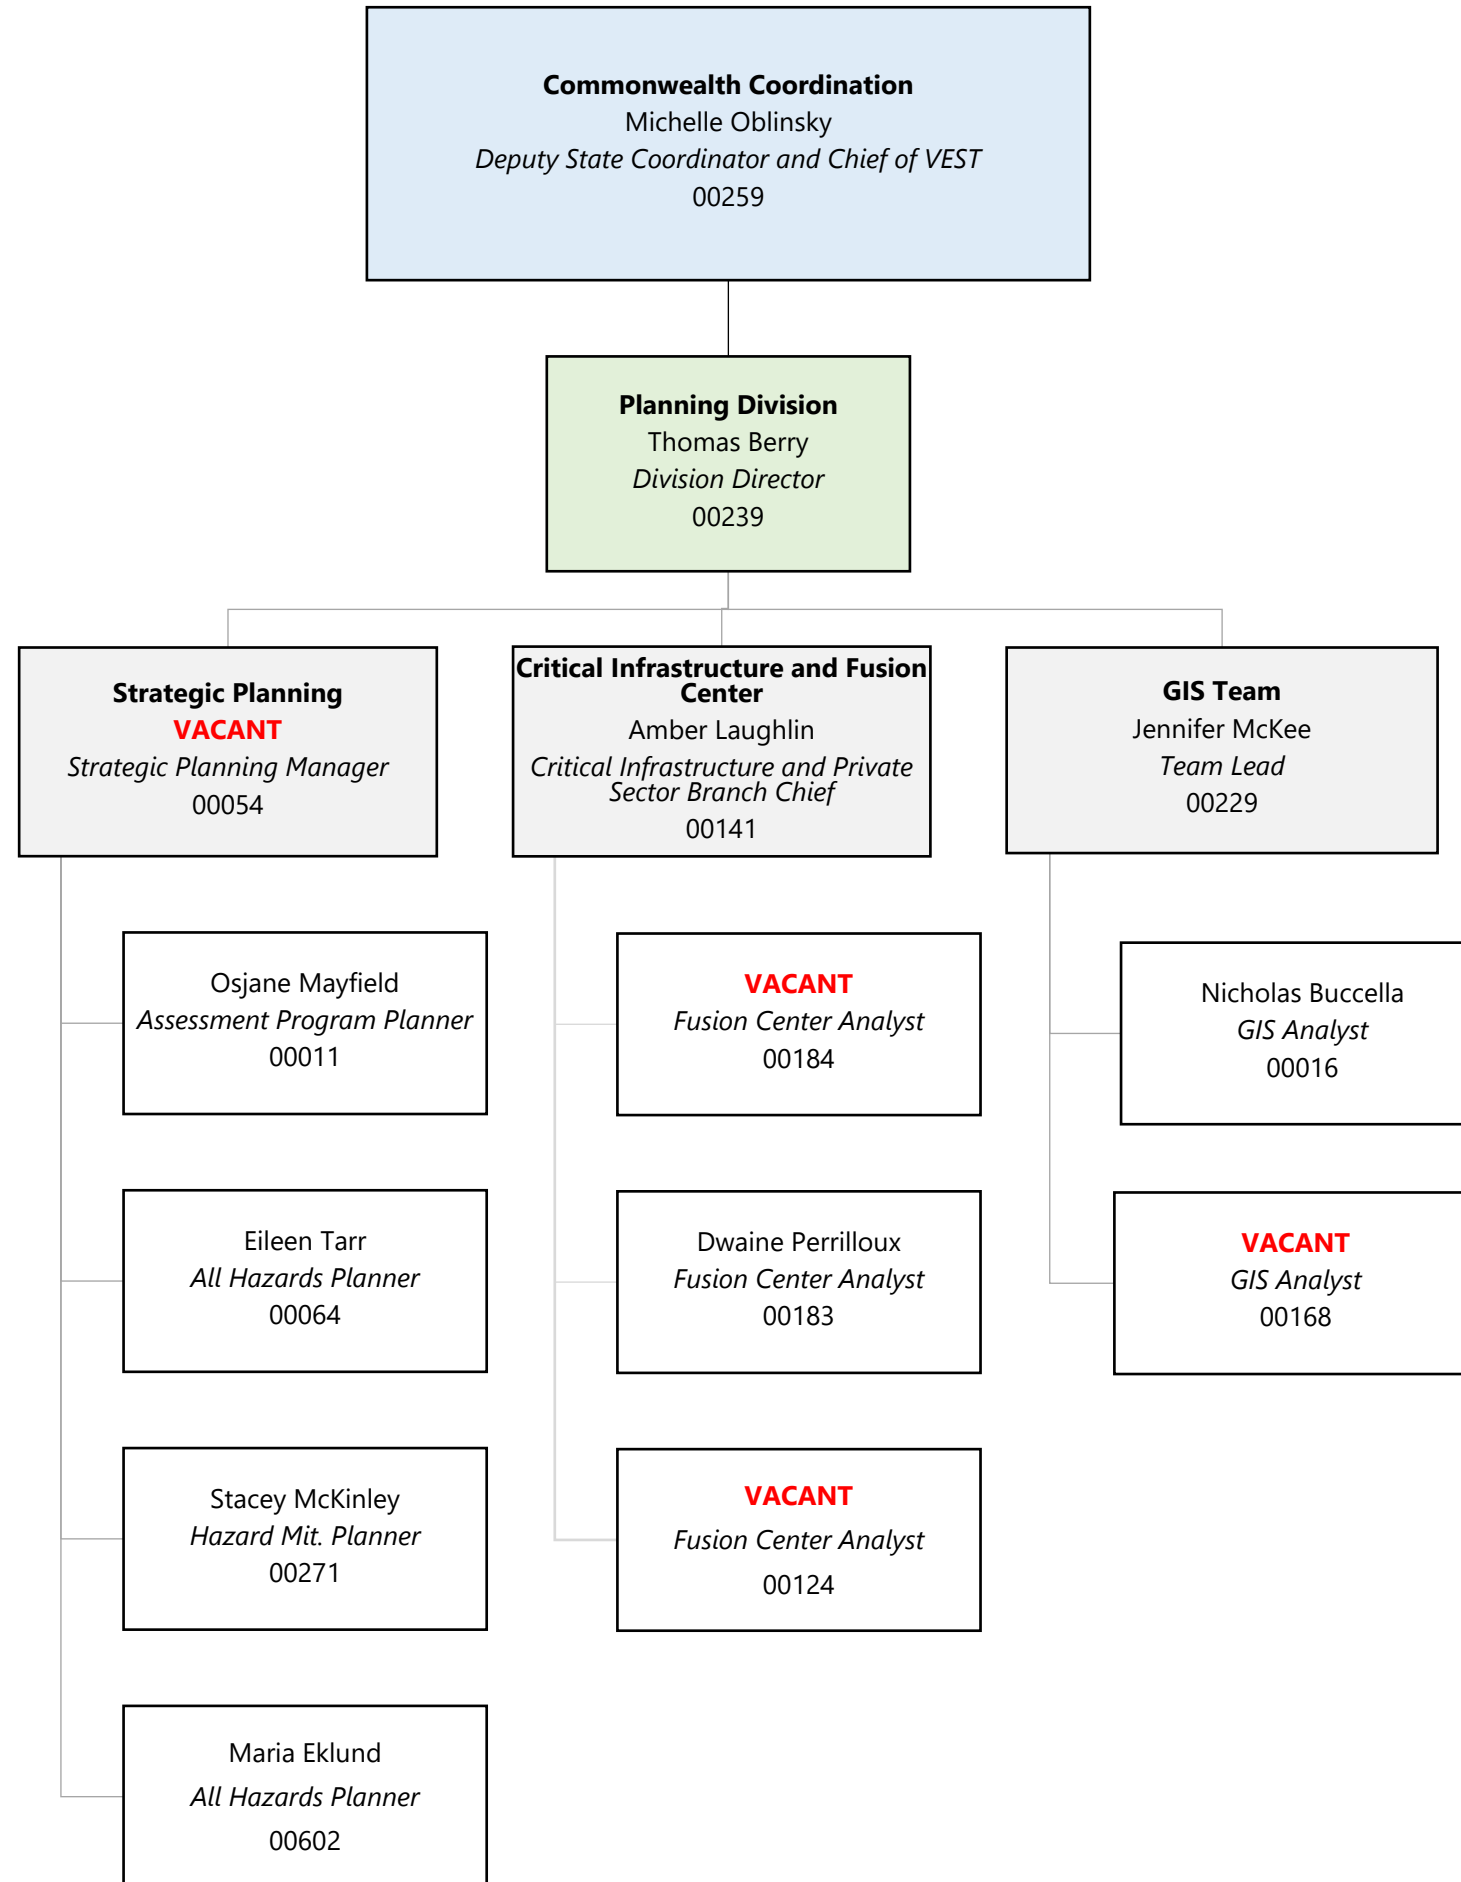 Commonwealth Coordination
Michelle Oblinsky
Deputy State Coordinator and Chief of VEST
00259
Planning Division
Thomas Berry
Division Director
00239
Strategic Planning
VACANT
Strategic Planning Manager
00054
Critical Infrastructure and Fusion
Center
Amber Laughlin
Critical Infrastructure and Private
Sector Branch Chief
00141
GIS Team
Jennifer McKee
Team Lead
00229
Osjane Mayfield
Assessment Program Planner
00011
Eileen Tarr
All Hazards Planner
00064
Stacey McKinley
Hazard Mit. Planner
00271
Maria Eklund
All Hazards Planner
00602
VACANT
Fusion Center Analyst
00184
Dwaine Perrilloux
Fusion Center Analyst
00183
VACANT
Fusion Center Analyst
00124
Nicholas Buccella
GIS Analyst
00016
VACANT
GIS Analyst
00168